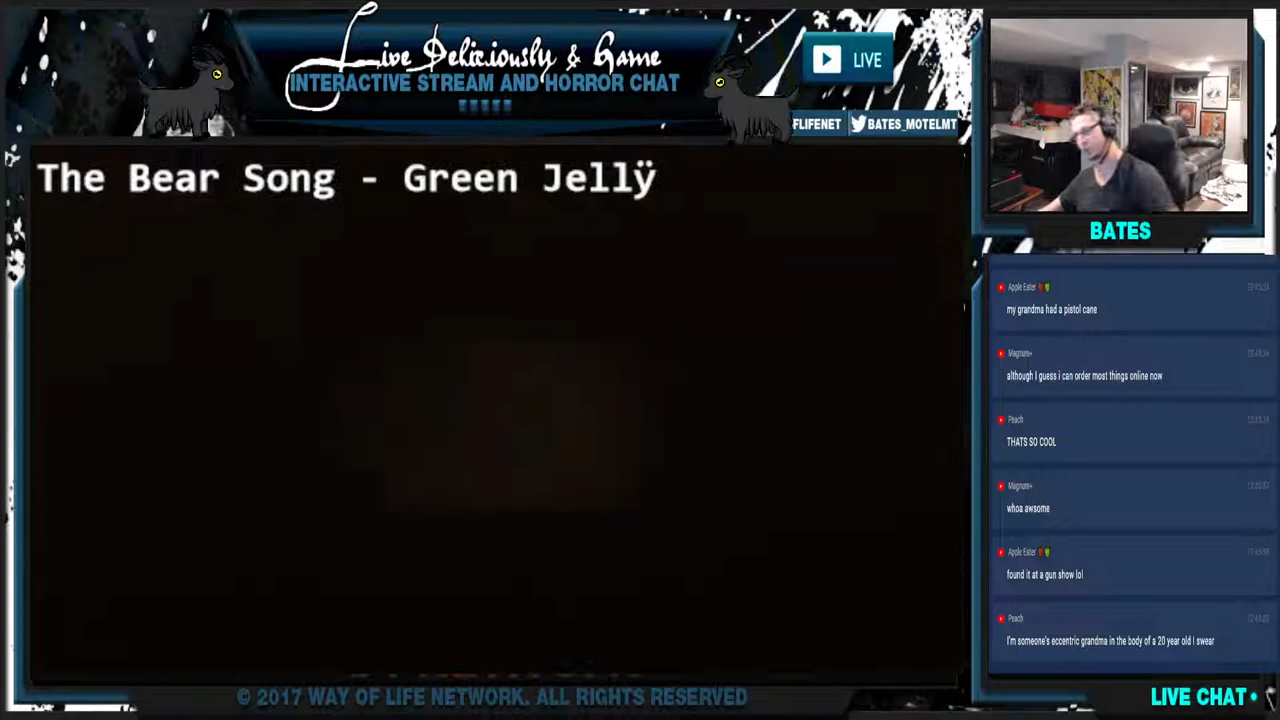 Live Deliciously & Game
INTERACTIVE STREAM AND HORROR CHAT
LIVE
FLIFENET
BATES_MOTELMT
The Bear Song - Green Jellÿ
BATES
Apple Eater
my grandma had a pistol cane
Magnum+
although I guess i can order most things online now
Peach
THATS SO COOL
Magnum+
whoa awsome
Apple Eater
found it at a gun show lol
Peach
I'm someone's eccentric grandma in the body of a 20 year old I swear
© 2017 WAY OF LIFE NETWORK. ALL RIGHTS RESERVED
LIVE CHAT